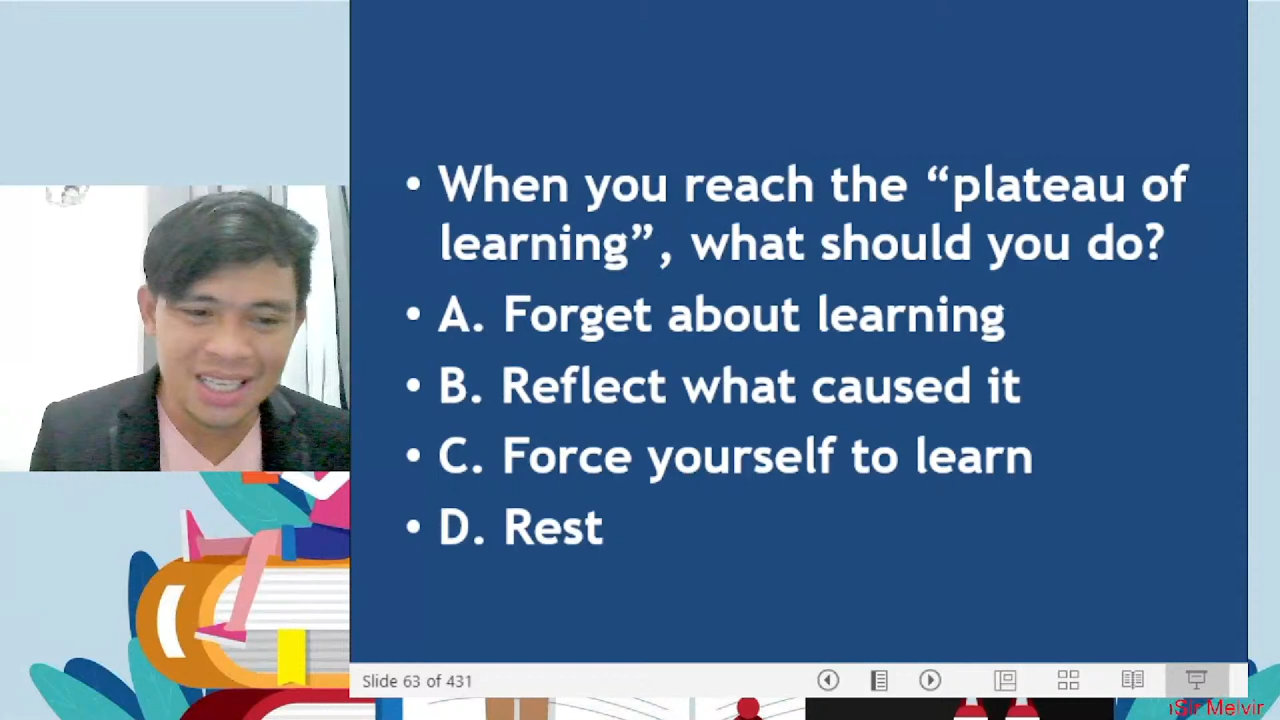 • When you reach the “plateau of
learning”, what should you do?
• A. Forget about learning
• B. Reflect what caused it
• C. Force yourself to learn
• D. Rest
Slide 63 of 431
iSir Melvir